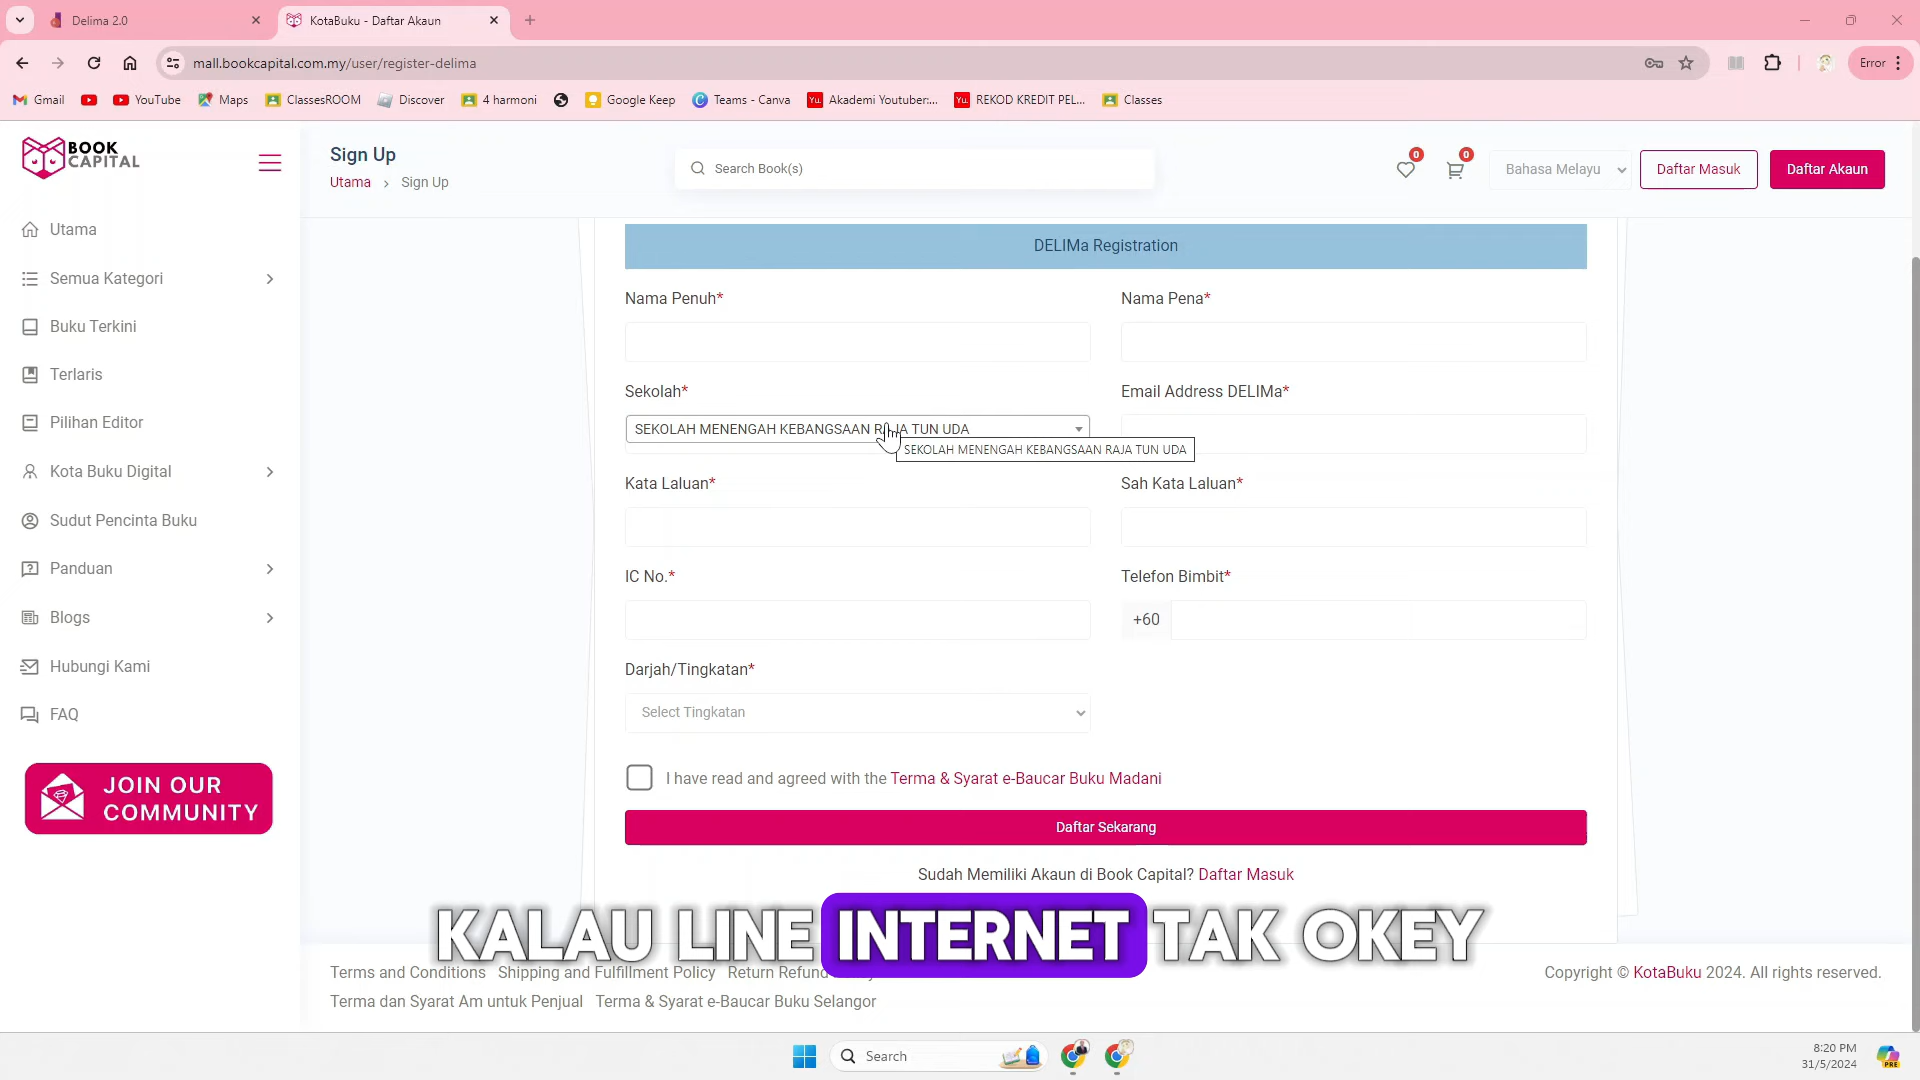 Delima 2.0
KotaBuku - Daftar Akaun
mall.bookcapital.com.my/user/register-delima
Error
Gmail
YouTube
Maps
ClassesROOM
Discover
4 harmoni
Google Keep
Teams - Canva
Akademi Youtuber:...
REKOD KREDIT PEL...
Classes
BOOK
CAPITAL
Sign Up
Utama > Sign Up
Search Book(s)
0
0
Bahasa Melayu
Daftar Masuk
Daftar Akaun
Utama
Semua Kategori
Buku Terkini
Terlaris
Pilihan Editor
Kota Buku Digital
Sudut Pencinta Buku
Panduan
Blogs
Hubungi Kami
FAQ
JOIN OUR
COMMUNITY
DELIMa Registration
Nama Penuh*
Nama Pena*
Sekolah*
Email Address DELIMa*
SEKOLAH MENENGAH KEBANGSAAN RAJA TUN UDA
SEKOLAH MENENGAH KEBANGSAAN RAJA TUN UDA
Kata Laluan*
Sah Kata Laluan*
IC No.*
Telefon Bimbit*
+60
Darjah/Tingkatan*
Select Tingkatan
I have read and agreed with the Terma & Syarat e-Baucar Buku Madani
Daftar Sekarang
Sudah Memiliki Akaun di Book Capital? Daftar Masuk
KALAU LINE INTERNET TAK OKEY
Terms and Conditions Shipping and Fulfillment Policy Return Refund
Copyright © KotaBuku 2024. All rights reserved.
Terma dan Syarat Am untuk Penjual Terma & Syarat e-Baucar Buku Selangor
Search
8:20 PM
31/5/2024
PRE